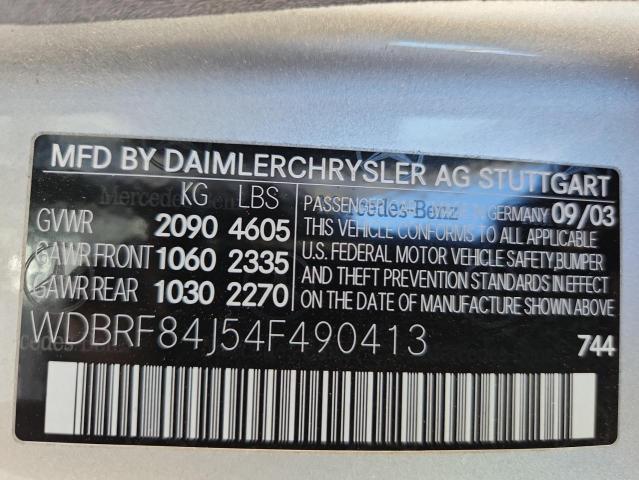 MFD BY DAIMLERCHRYSLER AG STUTTGART
KG LBS
GVWR 2090 4605
GAWR FRONT 1060 2335
GAWR REAR 1030 2270
PASSENGER IN GERMANY 09/03
THIS VEHICLE CONFORMS TO ALL APPLICABLE
U.S. FEDERAL MOTOR VEHICLE SAFETY,BUMPER
AND THEFT PREVENTION STANDARDS IN EFFECT
ON THE DATE OF MANUFACTURE SHOWN ABOVE
WDBRF84J54F490413 744